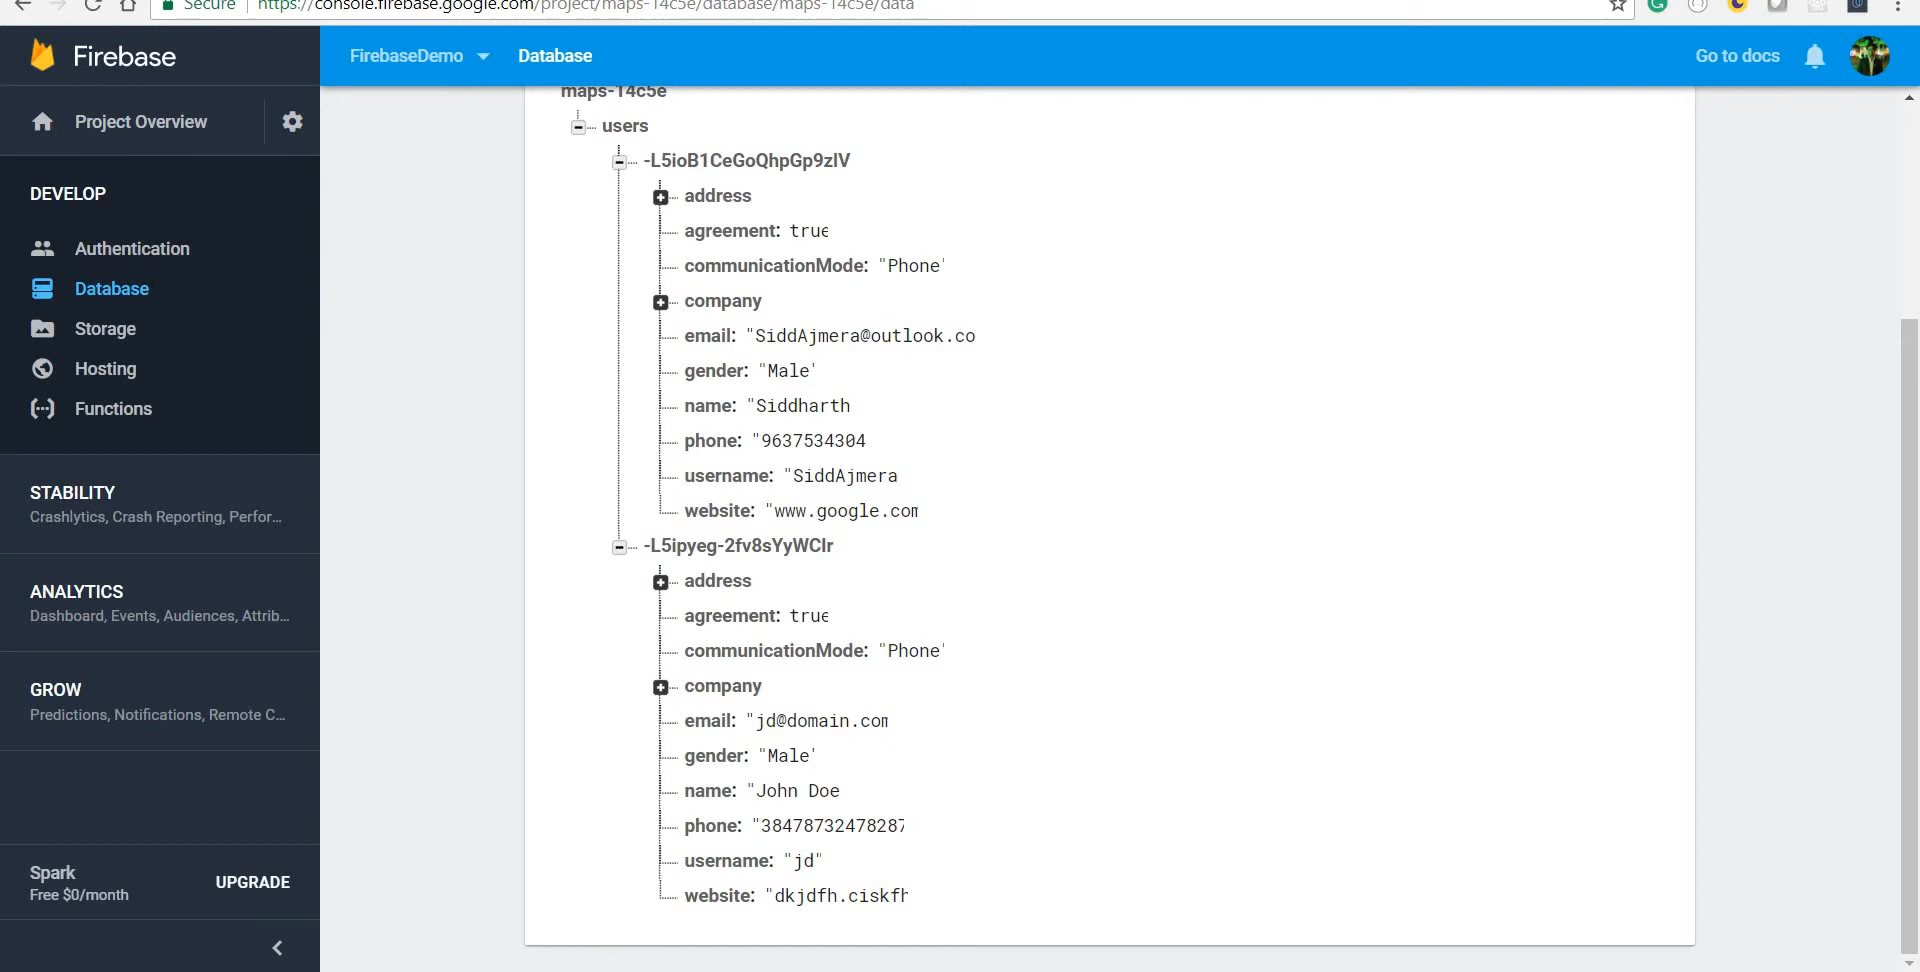 Secure https://console.firebase.google.com/project/maps-14c5e/database/maps-14c5e/data
Firebase
FirebaseDemo Database Go to docs
Project Overview
DEVELOP
Authentication
Database
Storage
Hosting
Functions
STABILITY
Crashlytics, Crash Reporting, Perfor...
ANALYTICS
Dashboard, Events, Audiences, Attrib...
GROW
Predictions, Notifications, Remote C...
Spark
Free $0/month
UPGRADE
maps-14c5e
users
-L5ioB1CeGoQhpGp9zIV
address
agreement: true
communicationMode: "Phone'
company
email: "SiddAjmera@outlook.co
gender: "Male'
name: "Siddharth
phone: "9637534304
username: "SiddAjmera
website: "www.google.com
-L5ipyeg-2fv8sYyWCIr
address
agreement: true
communicationMode: "Phone'
company
email: "jd@domain.com
gender: "Male'
name: "John Doe
phone: "38478732478287
username: "jd"
website: "dkjdfh.ciskfh